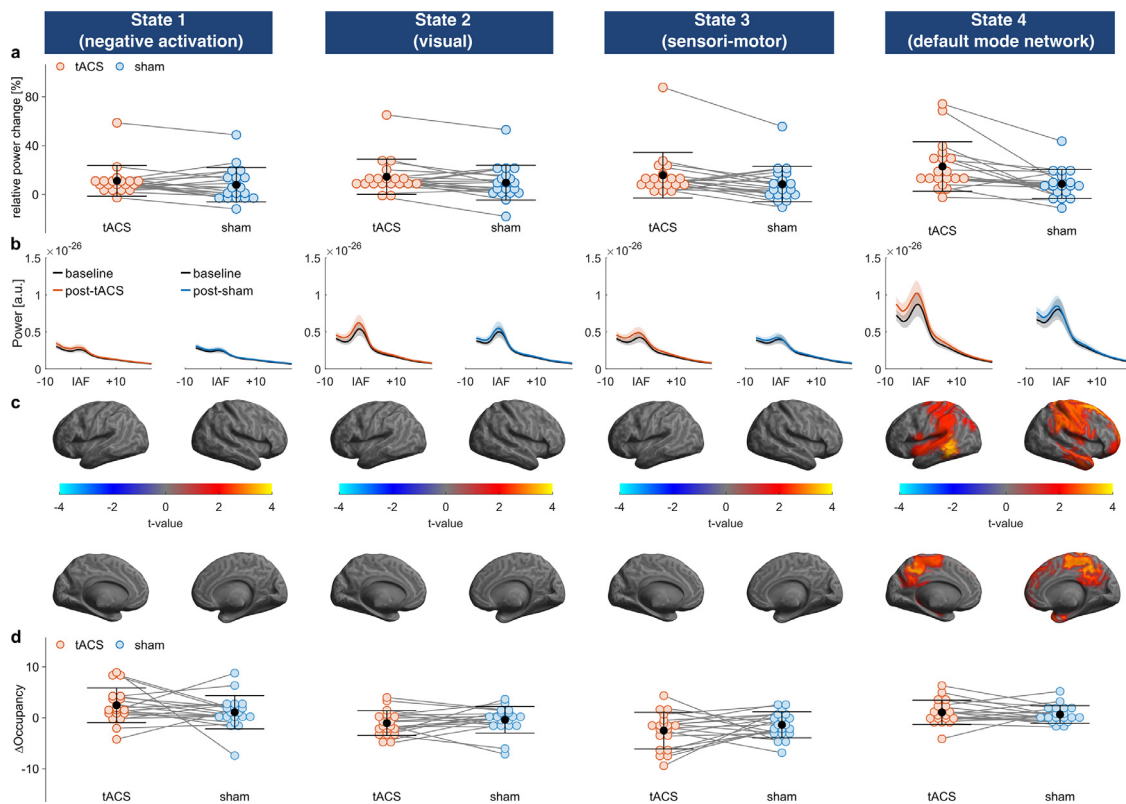 State 1
(negative activation)
State 2
(visual)
State 3
(sensori-motor)
State 4
(default mode network)
a
tACS sham
relative power change [%]
80
40
0
tACS sham
tACS sham
tACS sham
tACS sham
b
×10^-26
×10^-26
×10^-26
×10^-26
Power [a.u.]
1.5
1
0.5
0
baseline
post-tACS
baseline
post-sham
1.5
1
0.5
0
1.5
1
0.5
0
1.5
1
0.5
0
-10 IAF +10
IAF +10
-10 IAF +10
IAF +10
-10 IAF +10
IAF +10
-10 IAF +10
IAF +10
c
-4 -2 0 2 4
t-value
-4 -2 0 2 4
t-value
-4 -2 0 2 4
t-value
-4 -2 0 2 4
t-value
d
tACS sham
ΔOccupancy
10
0
-10
tACS sham
tACS sham
tACS sham
tACS sham